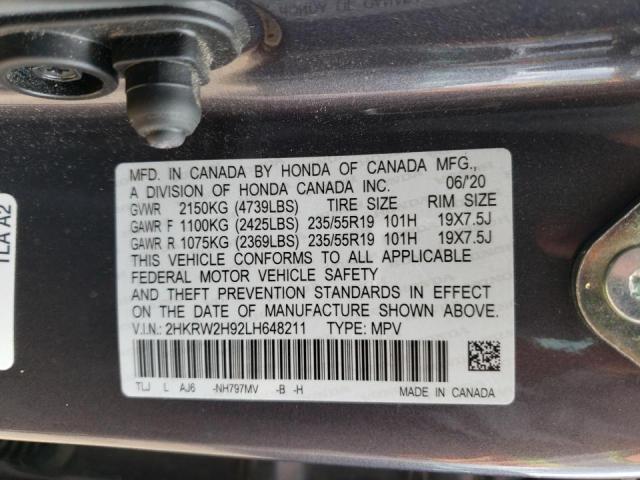 MFD. IN CANADA BY HONDA OF CANADA MFG.,
A DIVISION OF HONDA CANADA INC. 06/'20
GVWR 2150KG (4739LBS) TIRE SIZE RIM SIZE
GAWR F 1100KG (2425LBS) 235/55R19 101H 19X7.5J
GAWR R 1075KG (2369LBS) 235/55R19 101H 19X7.5J
THIS VEHICLE CONFORMS TO ALL APPLICABLE
FEDERAL MOTOR VEHICLE SAFETY
AND THEFT PREVENTION STANDARDS IN EFFECT
ON THE DATE OF MANUFACTURE SHOWN ABOVE.
V.I.N.: 2HKRW2H92LH648211 TYPE: MPV
TLJ L AJ6 -NH797MV -B -H MADE IN CANADA
TLA A2